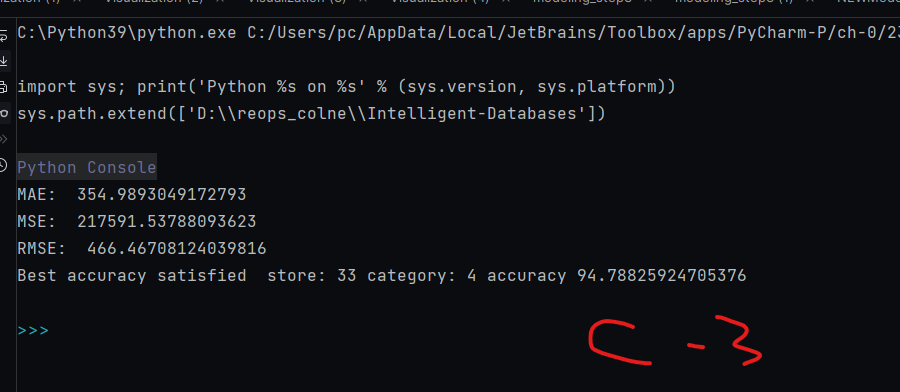 C:\Python39\python.exe C:/Users/pc/AppData/Local/JetBrains/Toolbox/apps/PyCharm-P/ch-0/23
import sys; print('Python %s on %s' % (sys.version, sys.platform))
sys.path.extend(['D:\\reops_colne\\Intelligent-Databases'])
Python Console
MAE:  354.9893049172793
MSE:  217591.53788093623
RMSE:  466.46708124039816
Best accuracy satisfied  store: 33 category: 4 accuracy 94.78825924705376
>>>
C - 3